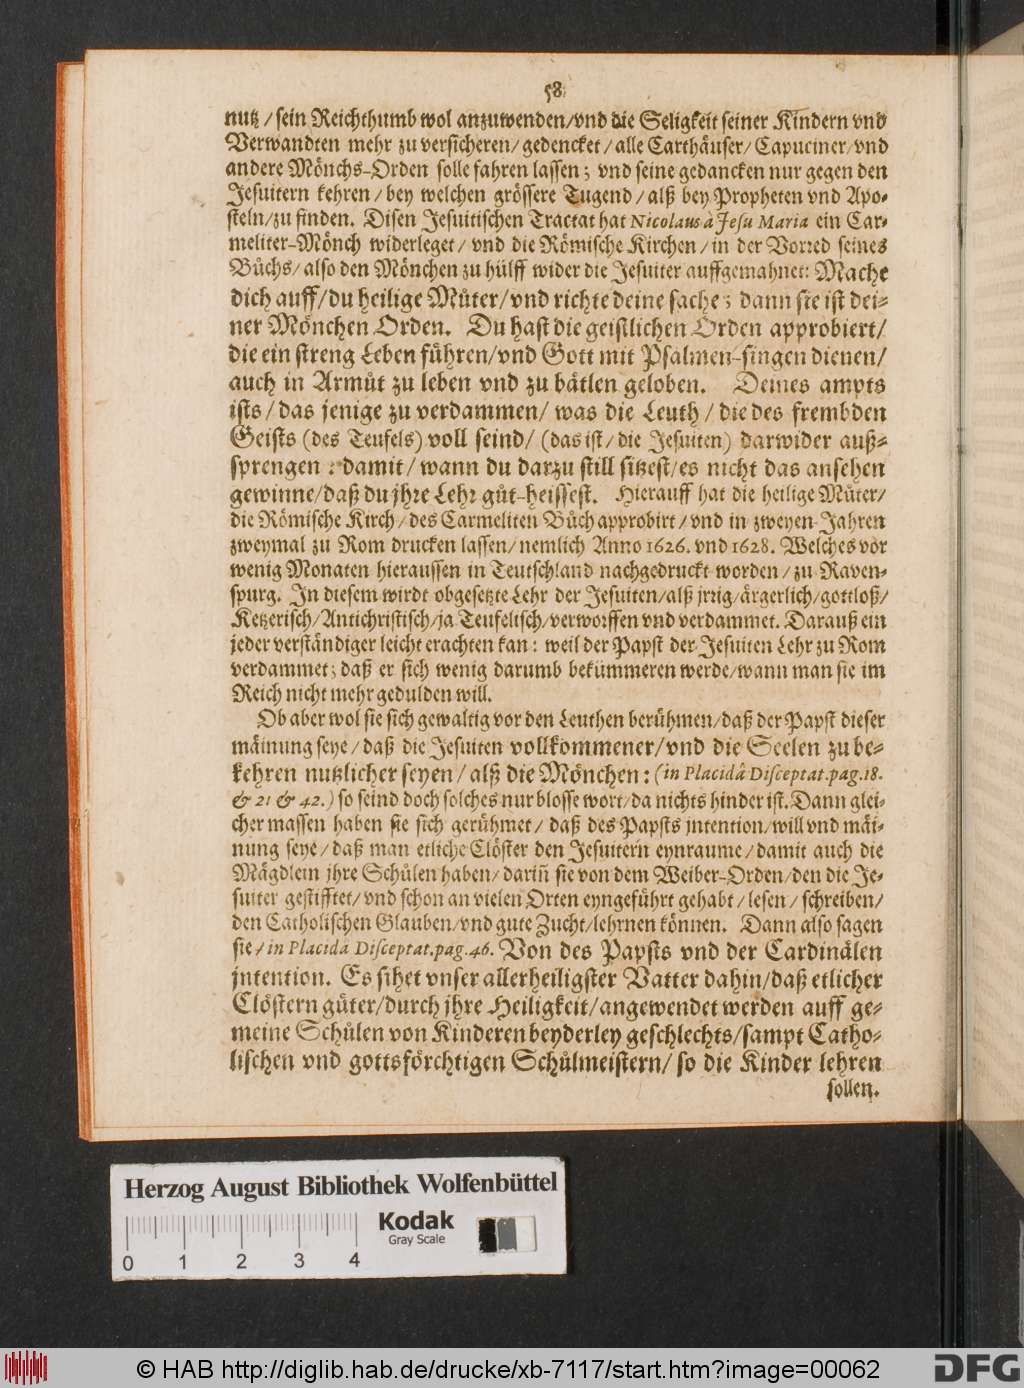 58.
nutz / sein Reichthumb wol anzuwenden/vnd die Seligkeit seiner Kindern vnd
Verwandten mehr zu versicheren/ gedencket / alle Carthäuser/ Capuciner/vnd
andere Mönchs-Orden solle fahren lassen; vnd seine gedancken nur gegen den
Jesuitern kehren / bey welchen grössere Tugend / alß bey Propheten vnd Apo-
steln/zu finden. Disen Jesuitischen Tractat hat Nicolaus à Jesu Maria ein Car-
meliter-Mönch widerleget / vnd die Römische Kirchen / in der Vorred seines
Bůchs/ also den Mönchen zu hülff wider die Jesuiter auffgemahnet: Mache
dich auff/du heilige Můter/vnd richte deine sache; dann sie ist dei-
ner Mönchen Orden. Du hast die geistlichen Orden approbiert/
die ein streng Leben führen/vnd Gott mit Psalmen-singen dienen/
auch in Armůt zu leben vnd zu bätlen geloben. Deines ampts
ists / das jenige zu verdammen/ was die Leuth / die des frembden
Geists (des Teufels) voll seind/ (das ist / die Jesuiten) darwider auß-
sprengen: damit/ wann du darzu still sitzest/es nicht das ansehen
gewinne/daß du jhre Lehr gůt-heissest. Hierauff hat die heilige Můter/
die Römische Kirch / des Carmeliten Bůch approbirt / vnd in zweyen Jahren
zweymal zu Rom drucken lassen/ nemlich Anno 1626. vnd 1628. Welches vor
wenig Monaten hieraussen in Teutschland nachgedruckt worden / zu Raven-
spurg. In diesem wirdt obgesetzte Lehr der Jesuiten/alß jrrig/ärgerlich/gottloß/
Ketzerisch/Antichristisch/ja Teufelisch/verworffen vnd verdammet. Darauß ein
jeder verständiger leicht erachten kan: weil der Papst der Jesuiten Lehr zu Rom
verdammet; daß er sich wenig darumb bekümmeren werde/wann man sie im
Reich nicht mehr gedulden will.
Ob aber wol sie sich gewaltig vor den Leuthen berühmen/daß der Papst dieser
mäinung seye/ daß die Jesuiten vollkommener/vnd die Seelen zu be-
kehren nutzlicher seyen/ alß die Mönchen: (in Placidâ Disceptat.pag.18.
& 21 & 42.) so seind doch solches nur blosse wort/da nichts hinder ist. Dann glei-
cher massen haben sie sich gerühmet / daß des Papsts jntention/will vnd mäi-
nung seye / daß man etliche Clöster den Jesuitern eynraume / damit auch die
Mägdlein jhre Schůlen haben/ dariñ sie von dem Weiber-Orden/den die Je-
suiter gestifftet/vnd schon an vielen Orten eyngeführt gehabt / lesen / schreiben/
den Catholischen Glauben/vnd gute Zucht/lehrnen können. Dann also sagen
sie / in Placidâ Disceptat.pag.46. Von des Papsts vnd der Cardinälen
jntention. Es sihet vnser allerheiligster Vatter dahin/daß etlicher
Clöstern güter/durch jhre Heiligkeit/angewendet werden auff ge-
meine Schůlen von Kinderen beyderley geschlechts/sampt Catho-
lischen vnd gottsförchtigen Schůlmeistern/ so die Kinder lehren
sollen.
Herzog August Bibliothek Wolfenbüttel
Kodak
Gray Scale
0 1 2 3 4
© HAB http://diglib.hab.de/drucke/xb-7117/start.htm?image=00062
DFG